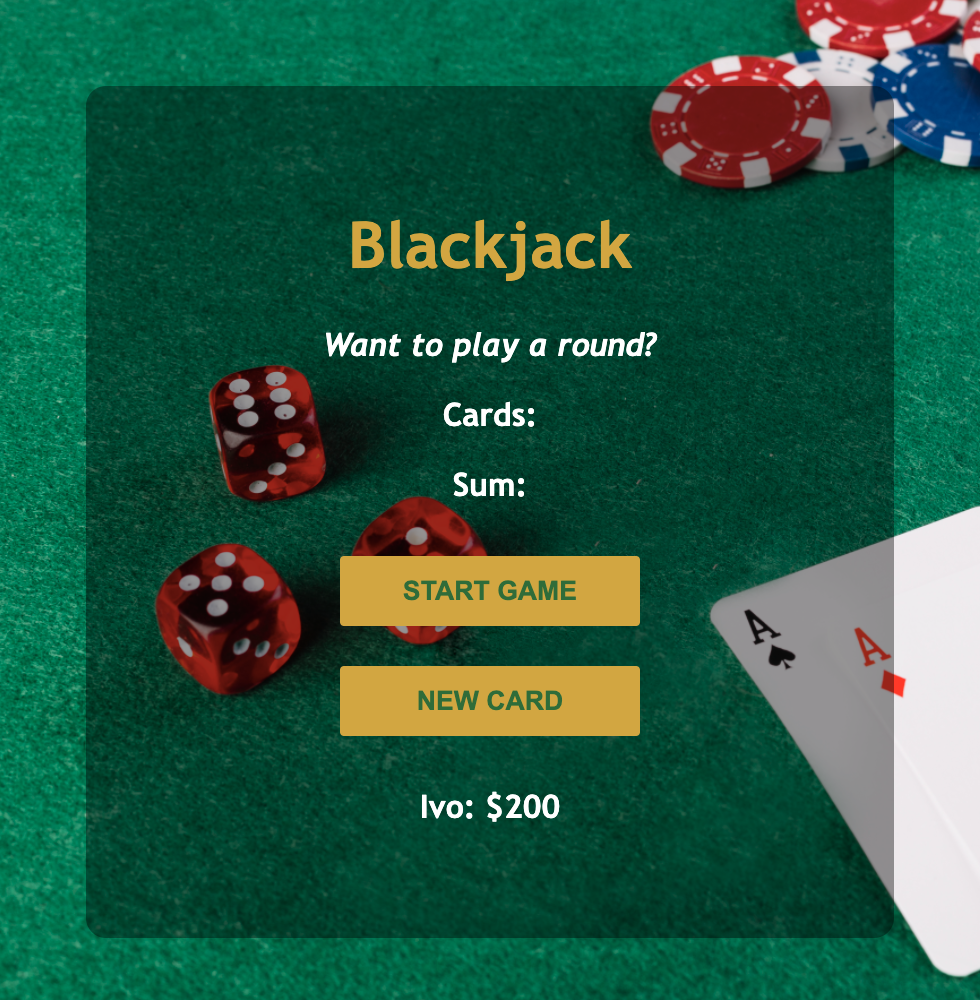 Blackjack
Want to play a round?
Cards:
Sum:
START GAME
NEW CARD
Ivo: $200
A
A